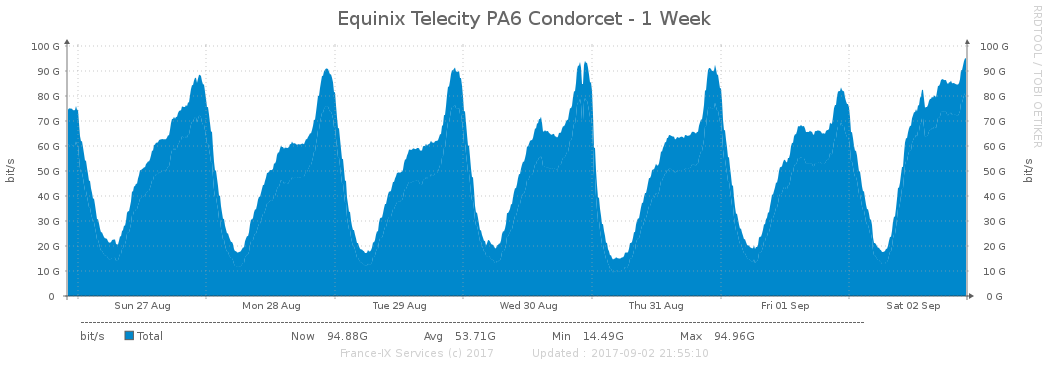 Equinix Telecity PA6 Condorcet - 1 Week
RRDTOOL / TOBI OETIKER
100 G 100 G
90 G 90 G
80 G 80 G
70 G 70 G
60 G 60 G
50 G 50 G
40 G 40 G
30 G 30 G
20 G 20 G
10 G 10 G
0 0 G
bit/s bit/s
Sun 27 Aug Mon 28 Aug Tue 29 Aug Wed 30 Aug Thu 31 Aug Fri 01 Sep Sat 02 Sep
bit/s Total Now 94.88G Avg 53.71G Min 14.49G Max 94.96G
France-IX Services (c) 2017 Updated : 2017-09-02 21:55:10